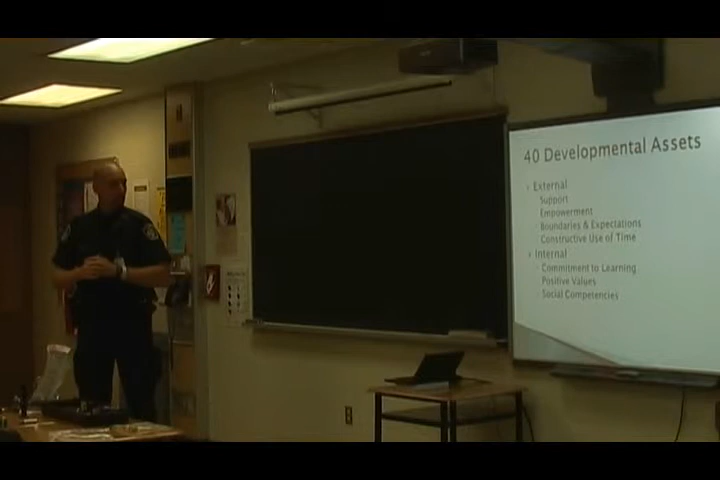 40 Developmental Assets
External
Support
Empowerment
Boundaries & Expectations
Constructive Use of Time
Internal
Commitment to Learning
Positive Values
Social Competencies